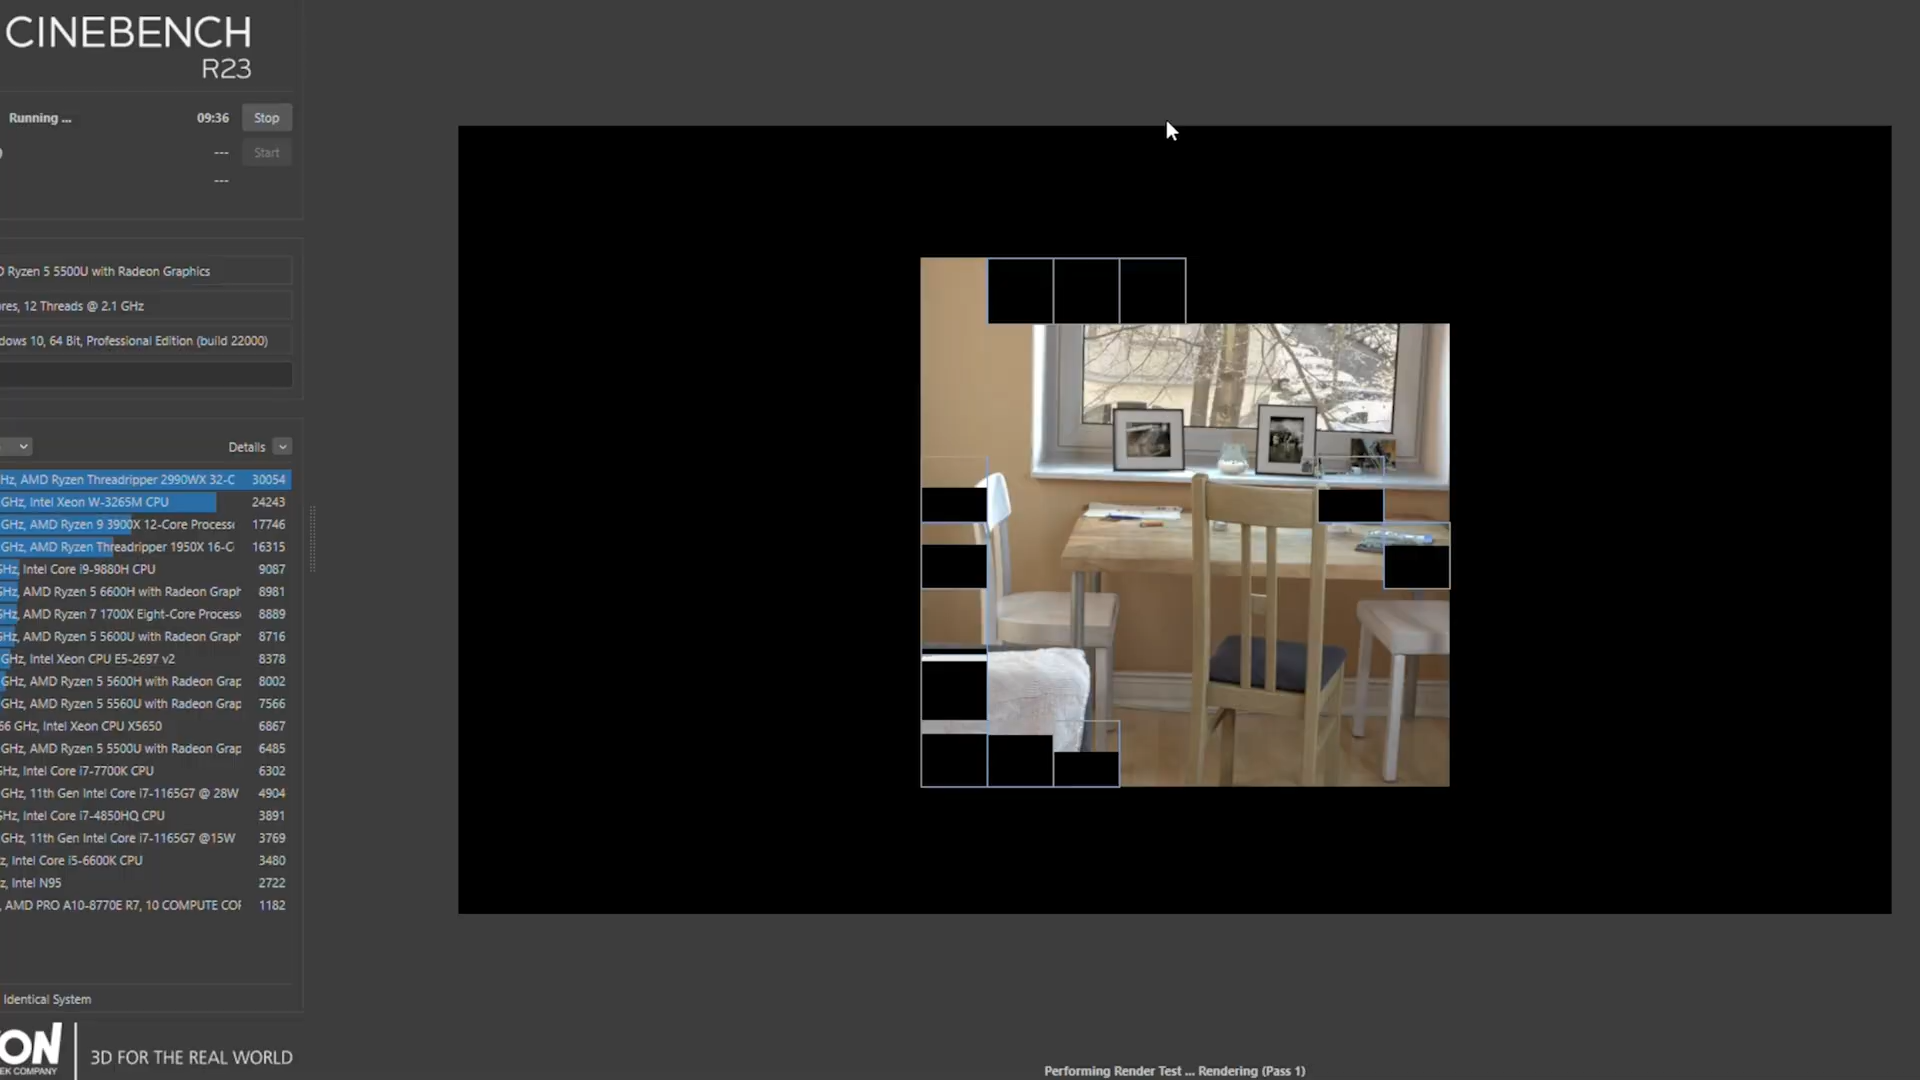 CINEBENCH
R23
Running ... 09:36 Stop
--- Start
---
Ryzen 5 5500U with Radeon Graphics
res, 12 Threads @ 2.1 GHz
dows 10, 64 Bit, Professional Edition (build 22000)
Details
Hz, AMD Ryzen Threadripper 2990WX 32-C 30054
GHz, Intel Xeon W-3265M CPU 24243
GHz, AMD Ryzen 9 3900X 12-Core Process 17746
GHz, AMD Ryzen Threadripper 1950X 16-C 16315
GHz, Intel Core i9-9880H CPU 9087
GHz, AMD Ryzen 5 6600H with Radeon Graph 8981
GHz, AMD Ryzen 7 1700X Eight-Core Process 8889
GHz, AMD Ryzen 5 5600U with Radeon Graph 8716
GHz, Intel Xeon CPU E5-2697 v2 8378
GHz, AMD Ryzen 5 5600H with Radeon Grap 8002
GHz, AMD Ryzen 5 5560U with Radeon Grap 7566
66 GHz, Intel Xeon CPU X5650 6867
GHz, AMD Ryzen 5 5500U with Radeon Grap 6485
GHz, Intel Core i7-7700K CPU 6302
GHz, 11th Gen Intel Core i7-1165G7 @ 28W 4904
GHz, Intel Core i7-4850HQ CPU 3891
GHz, 11th Gen Intel Core i7-1165G7 @15W 3769
z, Intel Core i5-6600K CPU 3480
z, Intel N95 2722
, AMD PRO A10-8770E R7, 10 COMPUTE COR 1182
Identical System
ON
EK COMPANY
3D FOR THE REAL WORLD
Performing Render Test ... Rendering (Pass 1)